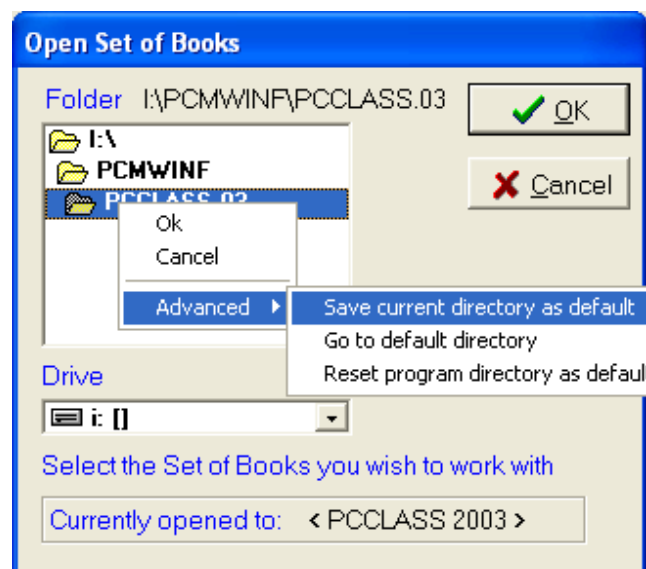 Open Set of Books
Folder I:\PCMWINF\PCCLASS.03
OK
I:\
PCMWINF
Cancel
PCCLASS.03
Ok
Cancel
Advanced
Save current directory as default
Go to default directory
Reset program directory as defaul
Drive
i: []
Select the Set of Books you wish to work with
Currently opened to: < PCCLASS 2003 >